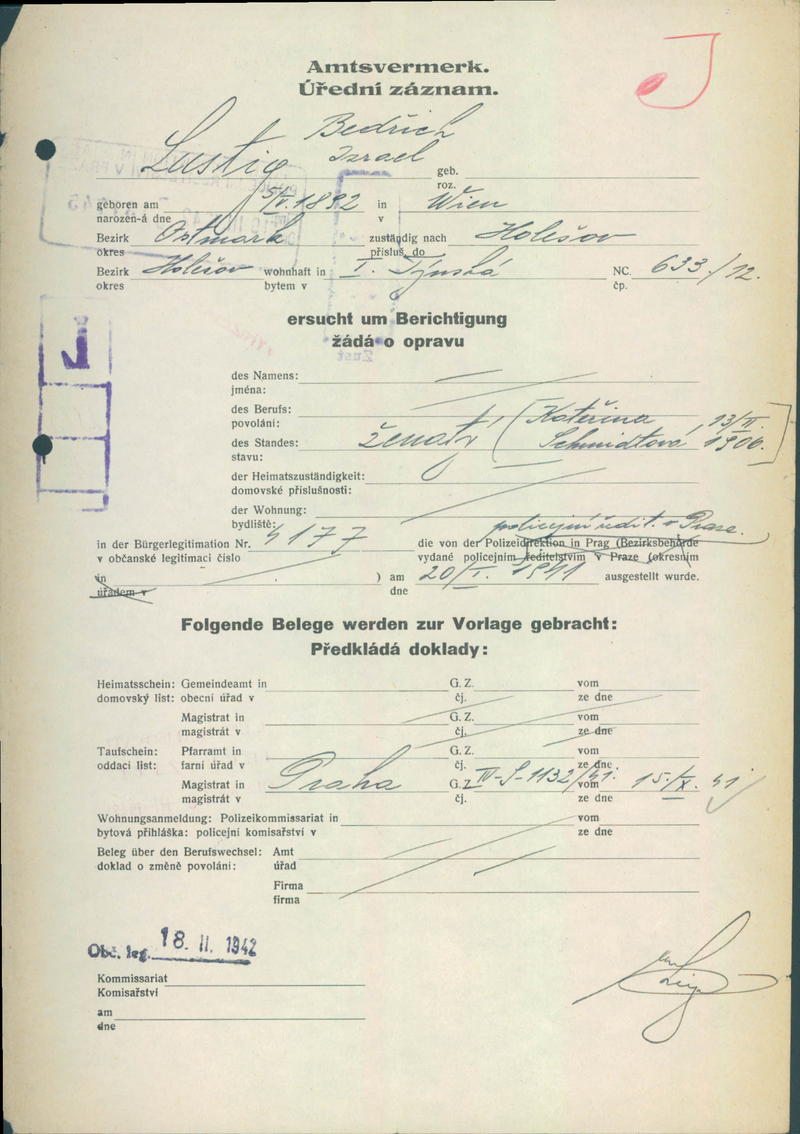 Amtsvermerk.
Úřední záznam.
J
Bedřich
Lustig Izrael geb.
roz.
geboren am 5/V. 1892 in Wien
narozen-á dne v
Bezirk Ostmark zuständig nach Holešov
okres přísluš. do
Bezirk Holešov wohnhaft in I. Týnská NC. 633./12.
okres bytem v čp.
ersucht um Berichtigung
žádá o opravu
des Namens:
jména:
des Berufs: Kateřina 13/II.
povolání:
des Standes: ženatý ( Schmidtová, 1906.
stavu:
der Heimatszuständigkeit:
domovské příslušnosti:
der Wohnung:
bydliště: policejní ředit. v Praze.
in der Bürgerlegitimation Nr. 4177 die von der Polizeidirektion in Prag (Bezirksbehörde
v občanské legitimaci číslo vydané policejním ředitelstvím v Praze (okresním
in ) am 20/I. 1941 ausgestellt wurde.
úřadem v dne
Folgende Belege werden zur Vorlage gebracht:
Předkládá doklady:
Heimatsschein: Gemeindeamt in G. Z. vom
domovský list: obecní úřad v čj. ze dne
Magistrat in G. Z. vom
magistrát v čj. ze dne
Taufschein: Pfarramt in G. Z. vom
oddací list: farní úřad v čj. ze dne
Magistrat in Praha G. Z. IV-S-1132/41. vom 15./X. 41
magistrát v čj. ze dne
Wohnungsanmeldung: Polizeikommissariat in vom
bytová přihláška: policejní komisařství v ze dne
Beleg über den Berufswechsel: Amt
doklad o změně povolání: úřad
Firma
firma
Obč. leg. 18. II. 1942
Kommissariat
Komisařství
am
dne